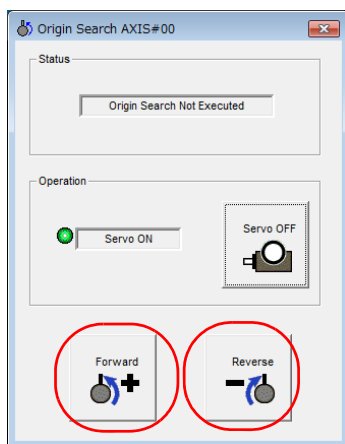 Origin Search AXIS#00
Status
Origin Search Not Executed
Operation
Servo ON
Servo OFF
Forward
Reverse